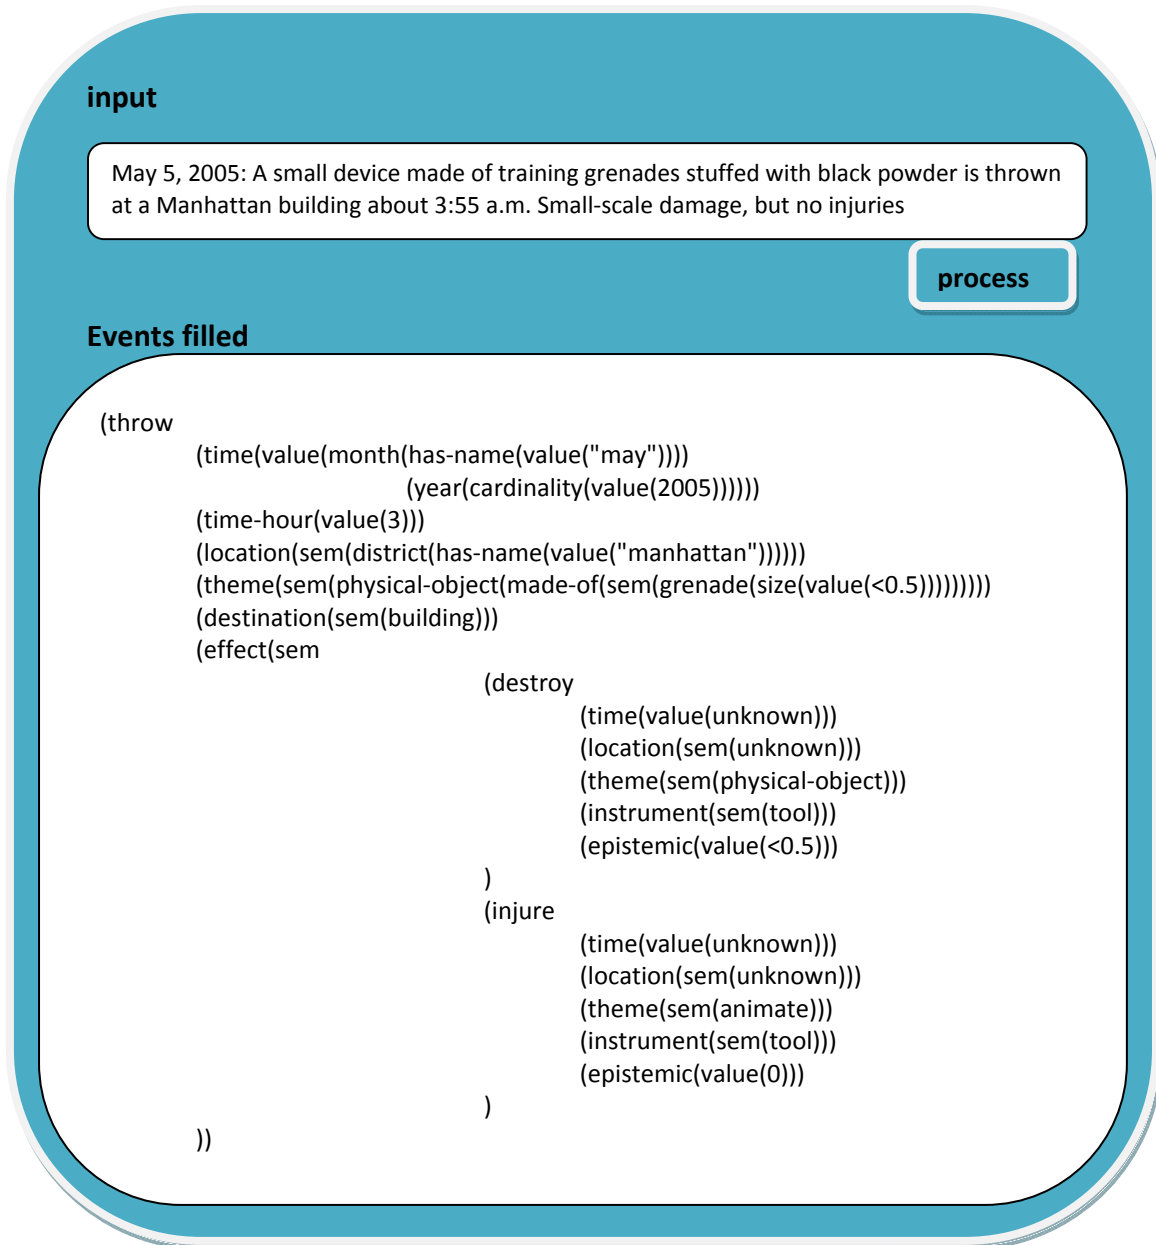 input
May 5, 2005: A small device made of training grenades stuffed with black powder is thrown
at a Manhattan building about 3:55 a.m. Small-scale damage, but no injuries
process
Events filled
(throw
(time(value(month(has-name(value("may"))))
(year(cardinality(value(2005))))))
(time-hour(value(3)))
(location(sem(district(has-name(value("manhattan"))))))
(theme(sem(physical-object(made-of(sem(grenade(size(value(<0.5)))))))))
(destination(sem(building)))
(effect(sem
(destroy
(time(value(unknown)))
(location(sem(unknown)))
(theme(sem(physical-object)))
(instrument(sem(tool)))
(epistemic(value(<0.5)))
)
(injure
(time(value(unknown)))
(location(sem(unknown)))
(theme(sem(animate)))
(instrument(sem(tool)))
(epistemic(value(0)))
)
))